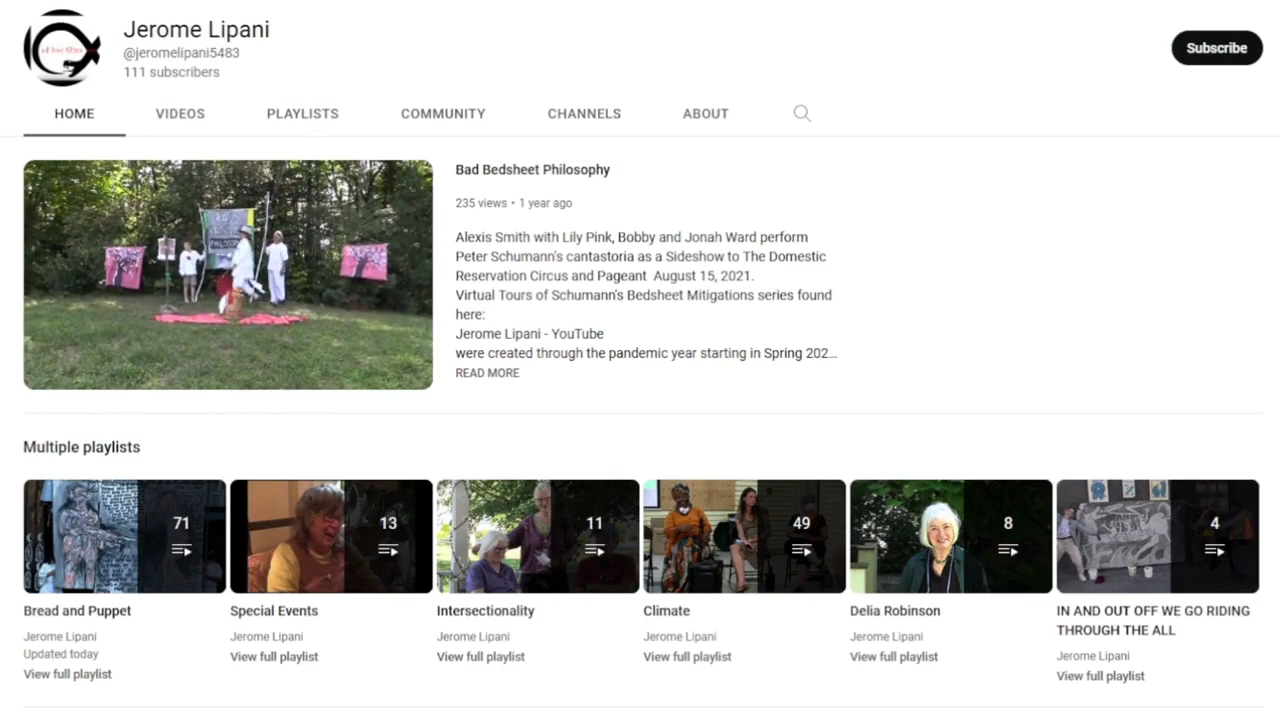 ad hoc films
Jerome Lipani
@jeromelipani5483
111 subscribers
Subscribe
HOME
VIDEOS
PLAYLISTS
COMMUNITY
CHANNELS
ABOUT
Bad Bedsheet Philosophy
235 views • 1 year ago
Alexis Smith with Lily Pink, Bobby and Jonah Ward perform
Peter Schumann's cantastoria as a Sideshow to The Domestic
Reservation Circus and Pageant  August 15, 2021.
Virtual Tours of Schumann's Bedsheet Mitigations series found
here:
Jerome Lipani - YouTube
were created through the pandemic year starting in Spring 202...
READ MORE
Multiple playlists
71
13
11
49
8
4
Bread and Puppet
Jerome Lipani
Updated today
View full playlist
Special Events
Jerome Lipani
View full playlist
Intersectionality
Jerome Lipani
View full playlist
Climate
Jerome Lipani
View full playlist
Delia Robinson
Jerome Lipani
View full playlist
IN AND OUT OFF WE GO RIDING
THROUGH THE ALL
Jerome Lipani
View full playlist